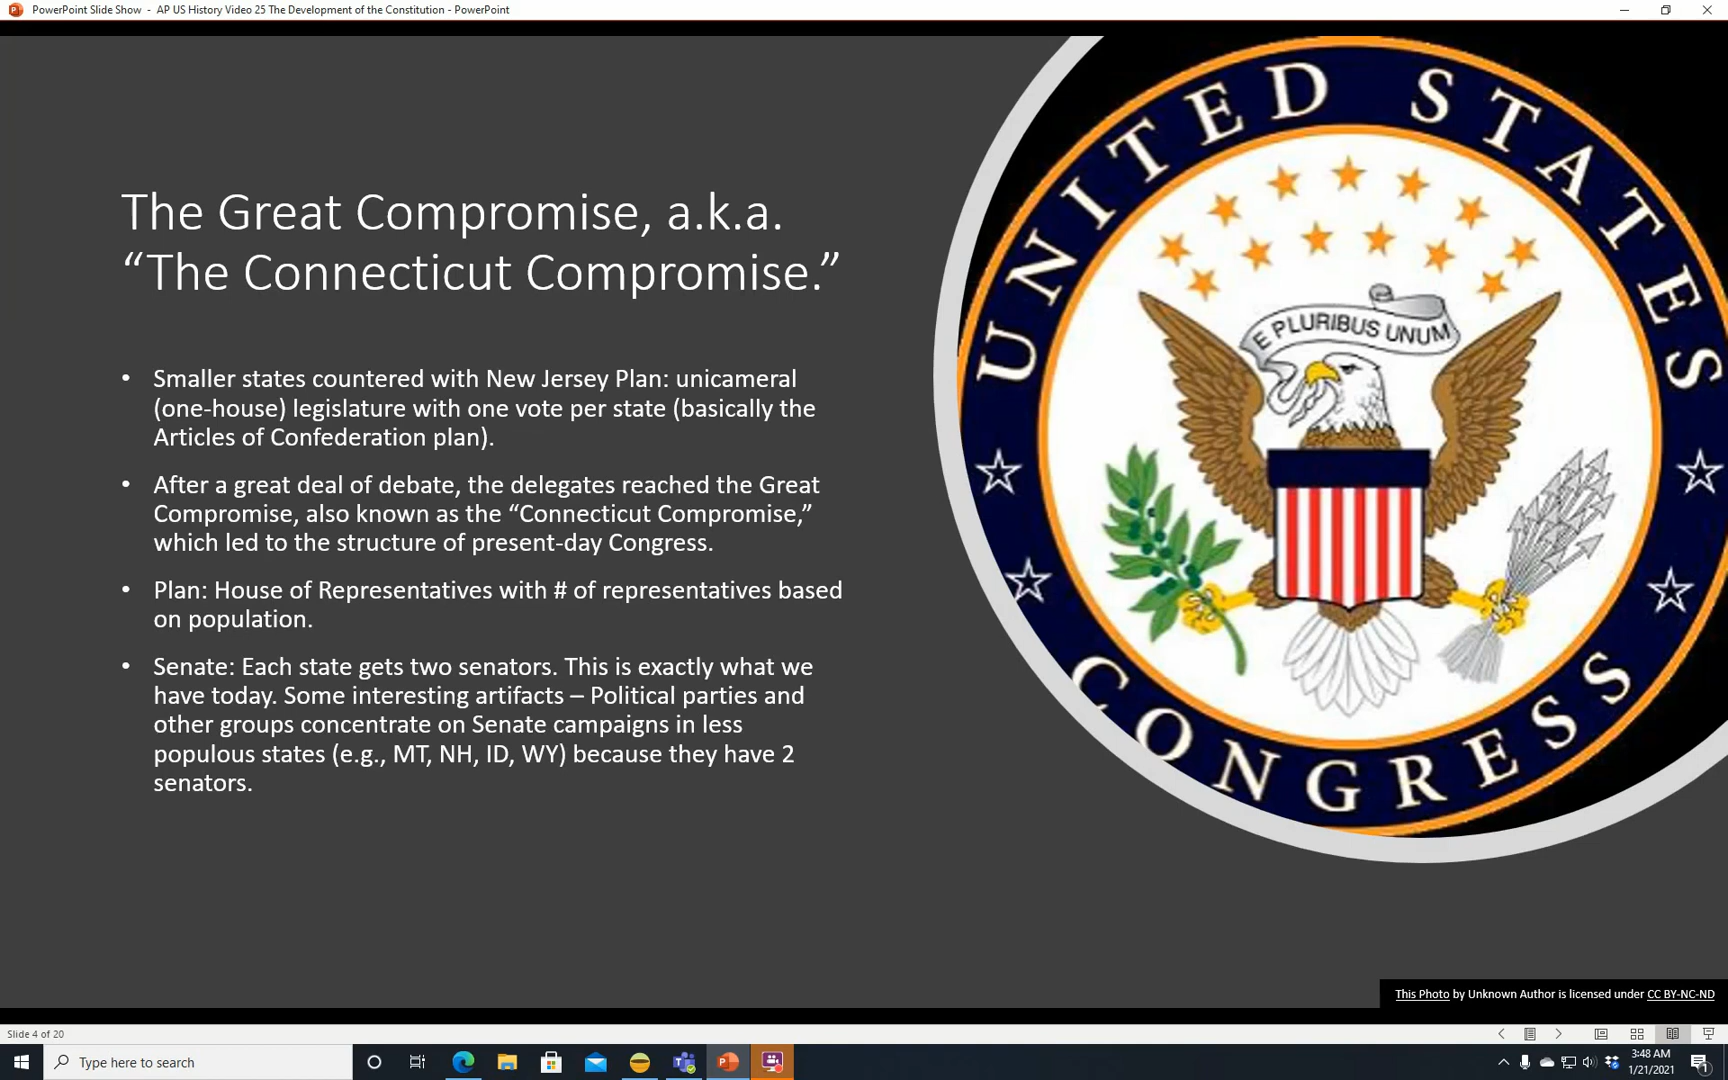 PowerPoint Slide Show - AP US History Video 25 The Development of the Constitution - PowerPoint
The Great Compromise, a.k.a.
“The Connecticut Compromise.”
• Smaller states countered with New Jersey Plan: unicameral
(one-house) legislature with one vote per state (basically the
Articles of Confederation plan).
• After a great deal of debate, the delegates reached the Great
Compromise, also known as the “Connecticut Compromise,”
which led to the structure of present-day Congress.
• Plan: House of Representatives with # of representatives based
on population.
• Senate: Each state gets two senators. This is exactly what we
have today. Some interesting artifacts – Political parties and
other groups concentrate on Senate campaigns in less
populous states (e.g., MT, NH, ID, WY) because they have 2
senators.
UNITED STATES
E PLURIBUS UNUM
CONGRESS
This Photo by Unknown Author is licensed under CC BY-NC-ND
Slide 4 of 20
Type here to search
3:48 AM
1/21/2021
1